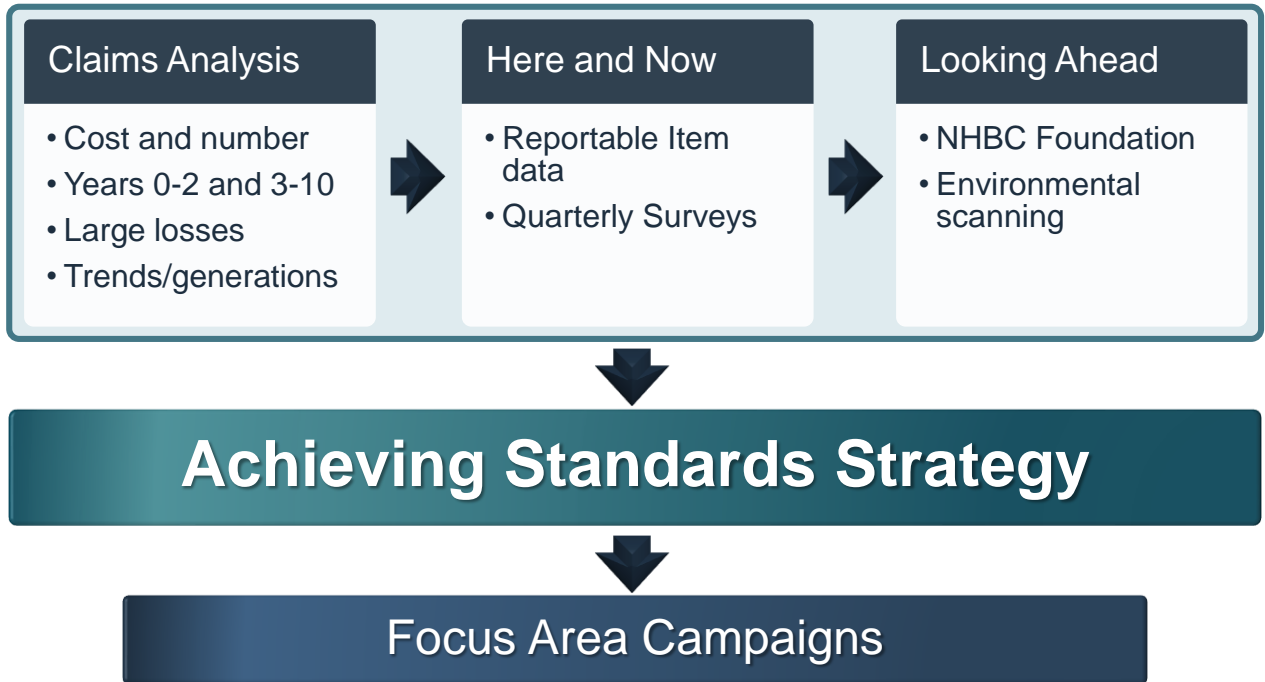 Claims Analysis
• Cost and number
• Years 0-2 and 3-10
• Large losses
• Trends/generations
Here and Now
• Reportable Item
data
• Quarterly Surveys
Looking Ahead
• NHBC Foundation
• Environmental
scanning
Achieving Standards Strategy
Focus Area Campaigns